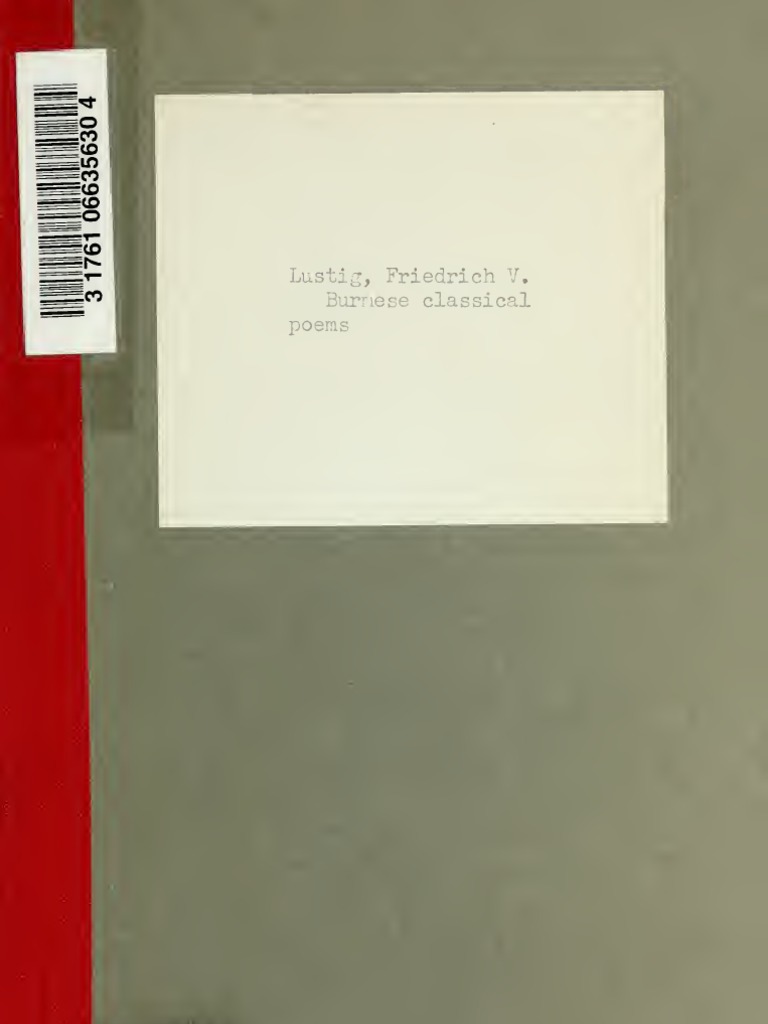 3 1761 06635630 4
Lustig, Friedrich V.
Burmese classical
poems